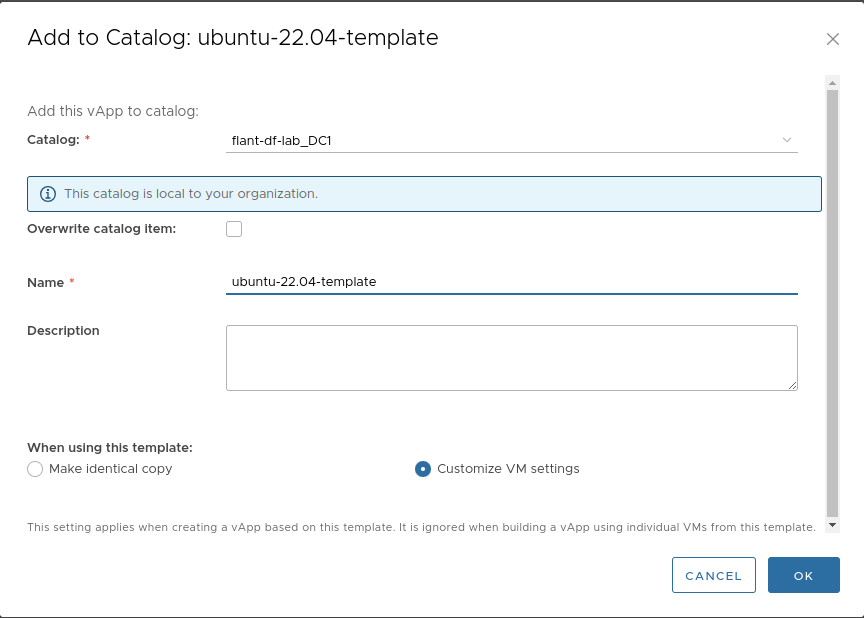 Add to Catalog: ubuntu-22.04-template
Add this vApp to catalog:
Catalog: *
flant-df-lab_DC1
This catalog is local to your organization.
Overwrite catalog item:
Name *
ubuntu-22.04-template
Description
When using this template:
Make identical copy
Customize VM settings
This setting applies when creating a vApp based on this template. It is ignored when building a vApp using individual VMs from this template.
CANCEL
OK